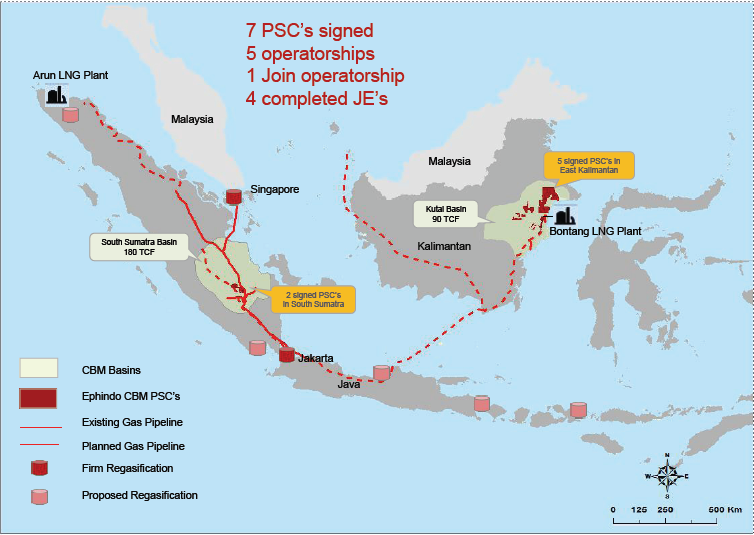 7 PSC's signed
5 operatorships
1 Join operatorship
4 completed JE's
Arun LNG Plant
Malaysia
Singapore
Malaysia
5 signed PSC's in
East Kalimantan
Kutai Basin
90 TCF
Bontang LNG Plant
Kalimantan
South Sumatra Basin
180 TCF
2 signed PSC's
in South Sumatra
Jakarta
Java
CBM Basins
Ephindo CBM PSC's
Existing Gas Pipeline
Planned Gas Pipeline
Firm Regasification
Proposed Regasification
N
W E
S
0 125 250 500 Km